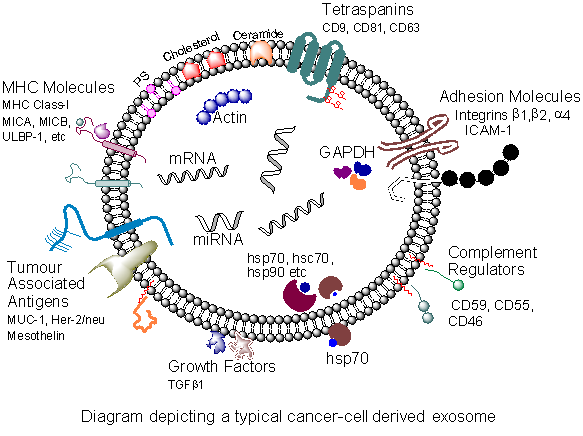 Tetraspanins
CD9, CD81, CD63
Ceramide
Cholesterol
PS
MHC Molecules
MHC Class-I
MICA, MICB,
ULBP-1, etc
Actin
Adhesion Molecules
Integrins β1,β2, α4
ICAM-1
mRNA
GAPDH
miRNA
hsp70, hsc70,
hsp90 etc
Complement
Regulators
CD59, CD55,
CD46
Tumour
Associated
Antigens
MUC-1, Her-2/neu
Mesothelin
hsp70
Growth Factors
TGFβ1
Diagram depicting a typical cancer-cell derived exosome